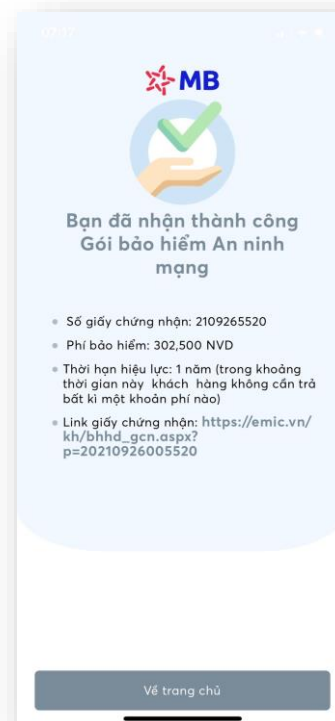 07:17
MB
Bạn đã nhận thành công
Gói bảo hiểm An ninh
mạng
Số giấy chứng nhận: 2109265520
Phí bảo hiểm: 302,500 NVD
Thời hạn hiệu lực: 1 năm (trong khoảng
thời gian này khách hàng không cần trả
bất kì một khoản phí nào)
Link giấy chứng nhận: https://emic.vn/
kh/bhhd_gcn.aspx?
p=20210926005520
Về trang chủ